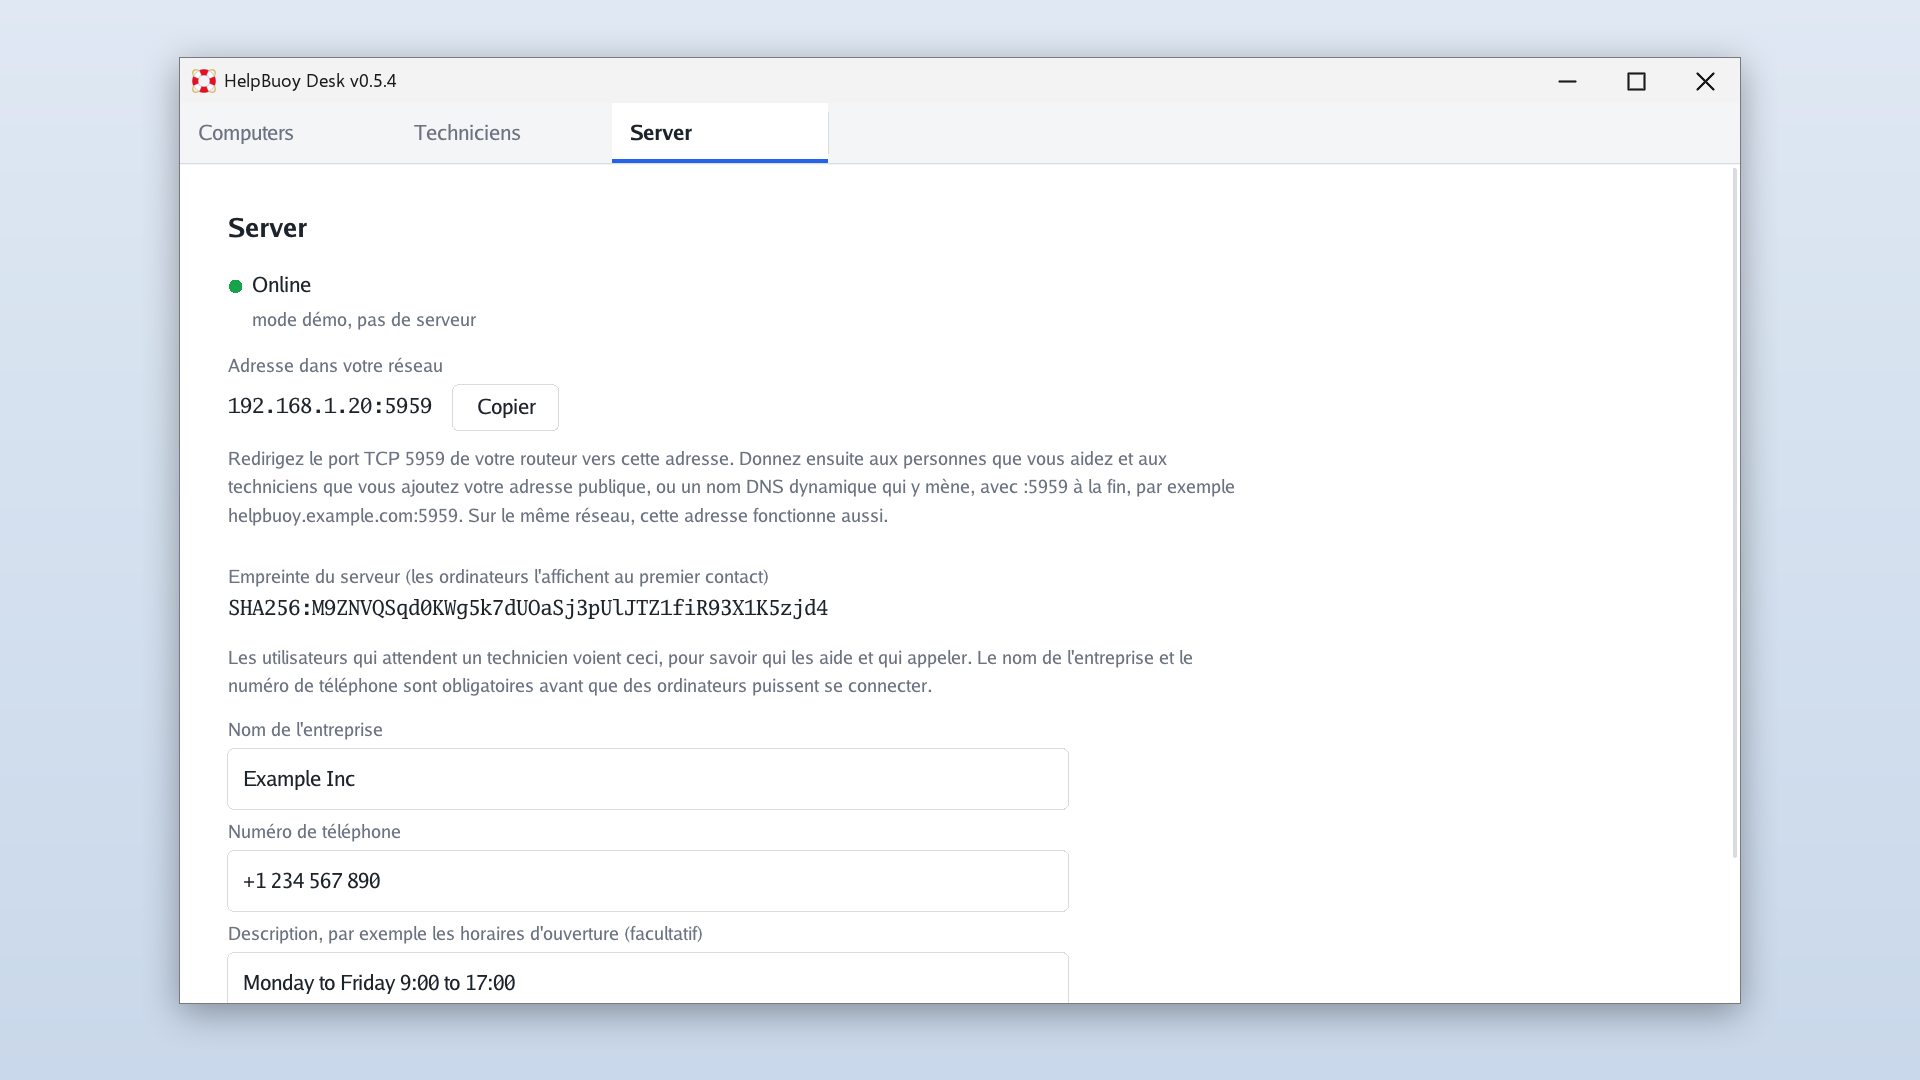 HelpBuoy Desk v0.5.4
Computers
Techniciens
Server
Server
Online
mode démo, pas de serveur
Adresse dans votre réseau
192.168.1.20:5959
Copier
Redirigez le port TCP 5959 de votre routeur vers cette adresse. Donnez ensuite aux personnes que vous aidez et aux
techniciens que vous ajoutez votre adresse publique, ou un nom DNS dynamique qui y mène, avec :5959 à la fin, par exemple
helpbuoy.example.com:5959. Sur le même réseau, cette adresse fonctionne aussi.
Empreinte du serveur (les ordinateurs l'affichent au premier contact)
SHA256:M9ZNVQSqd0KWg5k7dUOaSj3pUlJTZ1fiR93X1K5zjd4
Les utilisateurs qui attendent un technicien voient ceci, pour savoir qui les aide et qui appeler. Le nom de l'entreprise et le
numéro de téléphone sont obligatoires avant que des ordinateurs puissent se connecter.
Nom de l'entreprise
Example Inc
Numéro de téléphone
+1 234 567 890
Description, par exemple les horaires d'ouverture (facultatif)
Monday to Friday 9:00 to 17:00